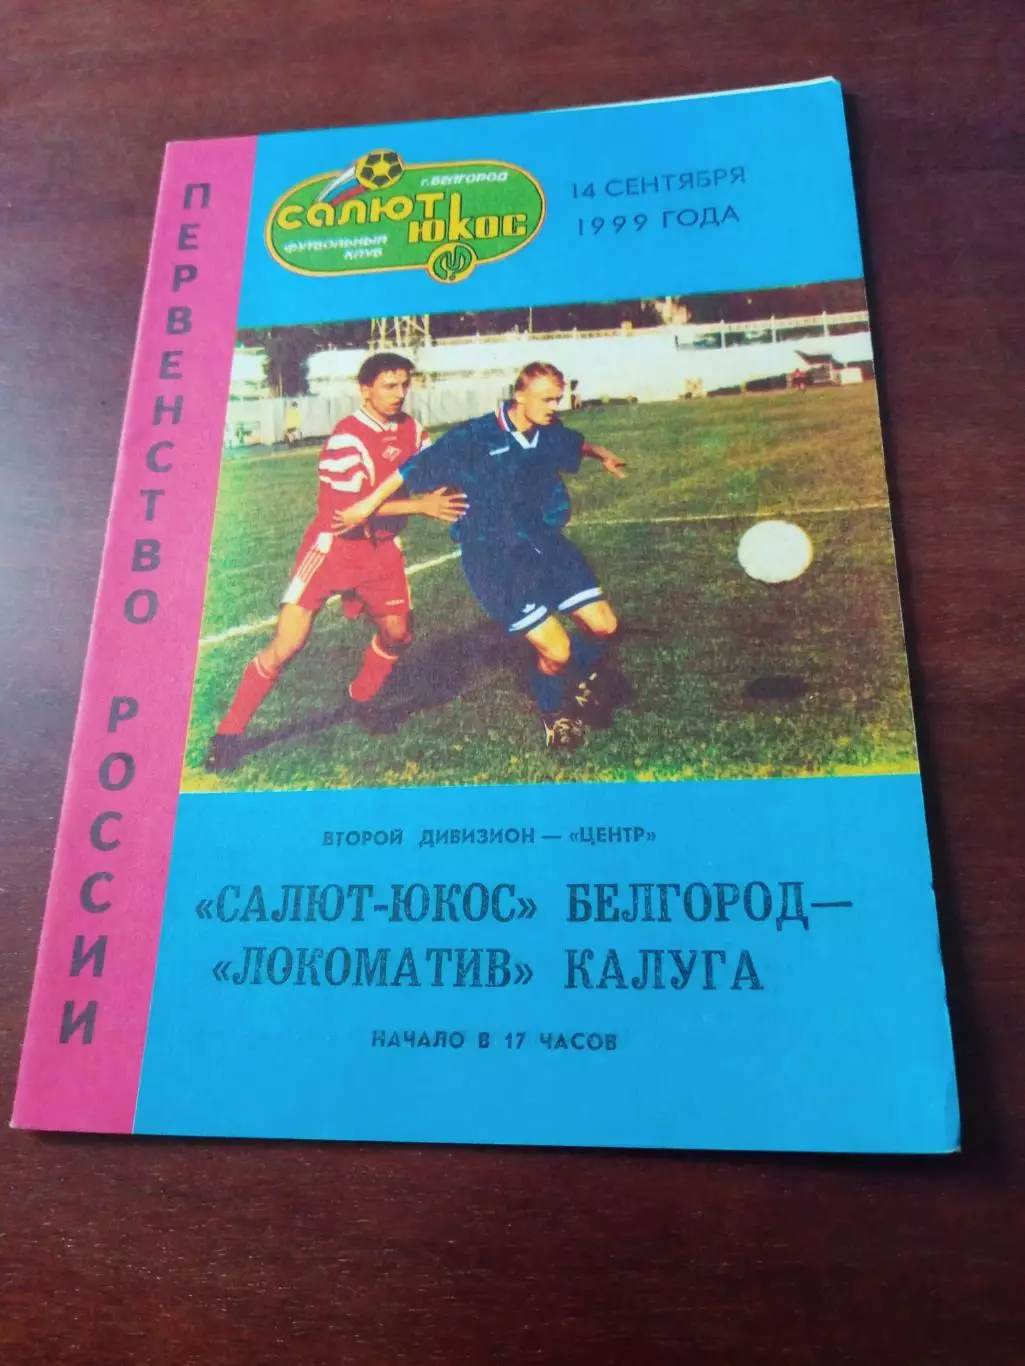 ПЕРВЕНСТВО РОССИИ
г. БЕЛГОРОД
САЛЮТ
ЮКОС
ФУТБОЛЬНЫЙ
КЛУБ
14 СЕНТЯБРЯ
1999 ГОДА
ВТОРОЙ ДИВИЗИОН — «ЦЕНТР»
«САЛЮТ-ЮКОС» БЕЛГОРОД—
«ЛОКОМАТИВ» КАЛУГА
НАЧАЛО В 17 ЧАСОВ